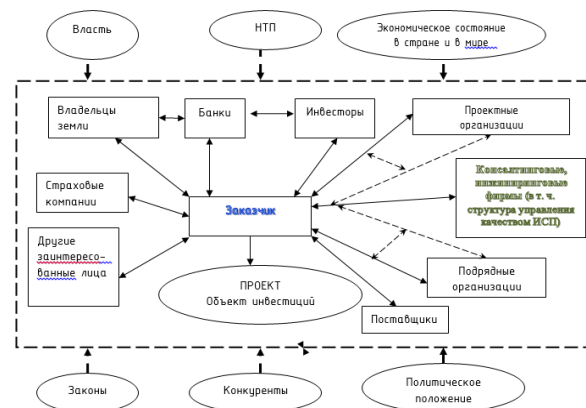 Власть
НТП
Экономическое состояние
в стране и в мире
Владельцы
земли
Банки
Инвесторы
Проектные
организации
Страховые
компании
Заказчик
Консалтинговые,
инжиниринговые
фирмы (в т. ч.
структура управления
качеством ИСП)
Другие
заинтересо-
ванные лица
ПРОЕКТ
Объект инвестиций
Подрядные
организации
Поставщики
Законы
Конкуренты
Политическое
положение